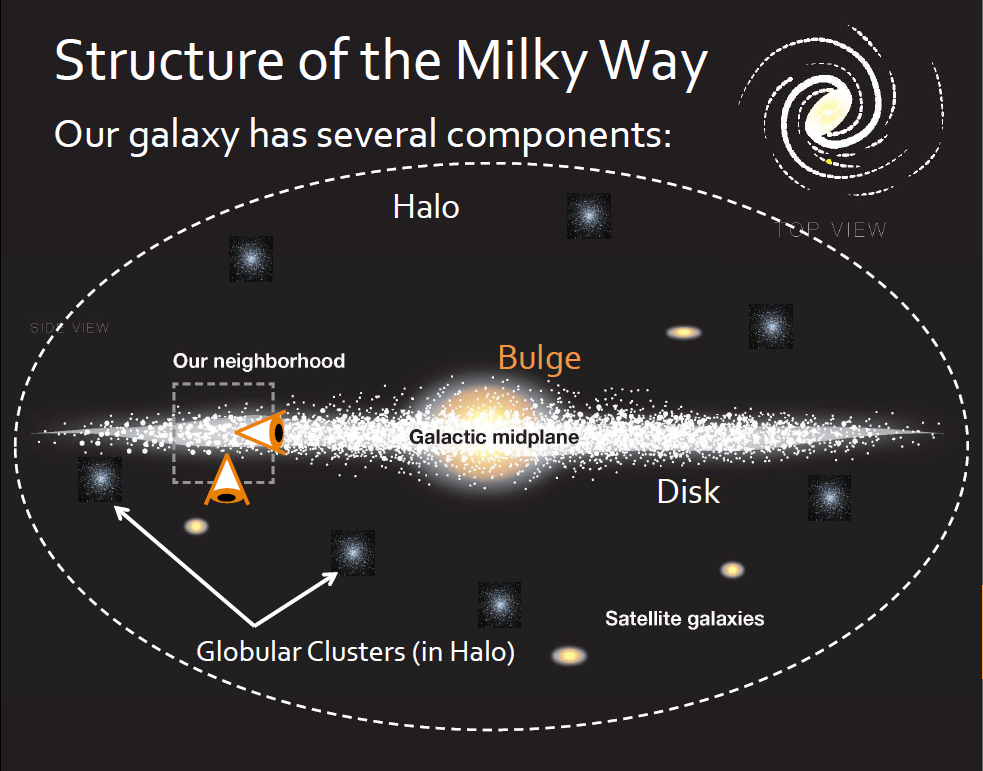 Structure of the Milky Way
Our galaxy has several components:
Halo
TOP VIEW
SIDE VIEW
Our neighborhood
Bulge
Galactic midplane
Disk
Satellite galaxies
Globular Clusters (in Halo)